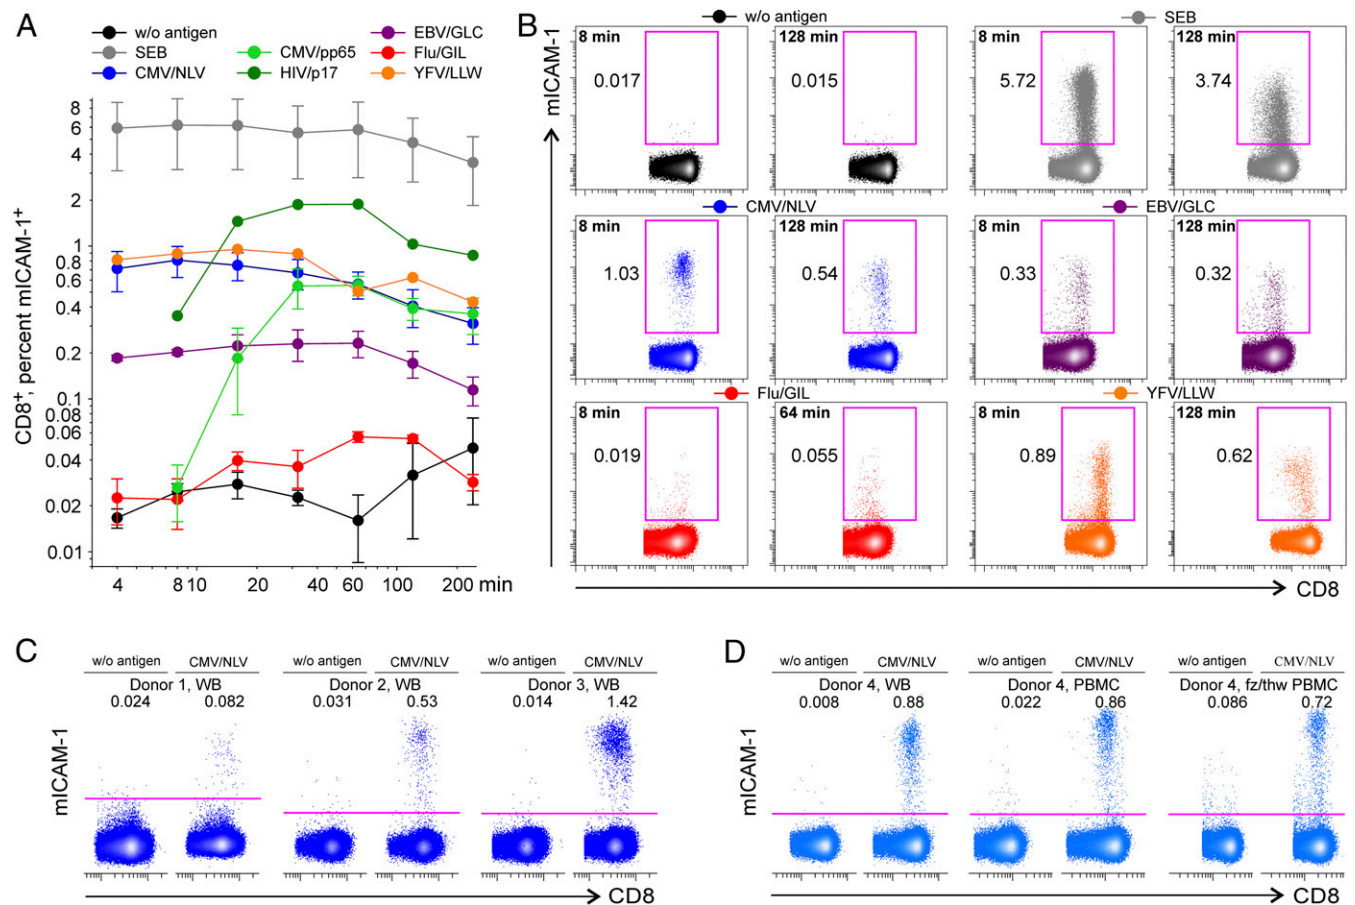 A
w/o antigen
SEB
CMV/NLV
CMV/pp65
HIV/p17
EBV/GLC
Flu/GIL
YFV/LLW
CD8⁺, percent mICAM-1⁺
8
6
4
2
1
0.8
0.6
0.4
0.2
0.1
0.08
0.06
0.04
0.02
0.01
4 8 10 20 40 60 100 200 min
B
mICAM-1
w/o antigen
8 min
0.017
128 min
0.015
SEB
8 min
5.72
128 min
3.74
CMV/NLV
8 min
1.03
128 min
0.54
EBV/GLC
8 min
0.33
128 min
0.32
Flu/GIL
8 min
0.019
64 min
0.055
YFV/LLW
8 min
0.89
128 min
0.62
CD8
C
w/o antigen CMV/NLV
Donor 1, WB
0.024 0.082
w/o antigen CMV/NLV
Donor 2, WB
0.031 0.53
w/o antigen CMV/NLV
Donor 3, WB
0.014 1.42
mICAM-1
CD8
D
w/o antigen CMV/NLV
Donor 4, WB
0.008 0.88
w/o antigen CMV/NLV
Donor 4, PBMC
0.022 0.86
w/o antigen CMV/NLV
Donor 4, fz/thw PBMC
0.086 0.72
mICAM-1
CD8